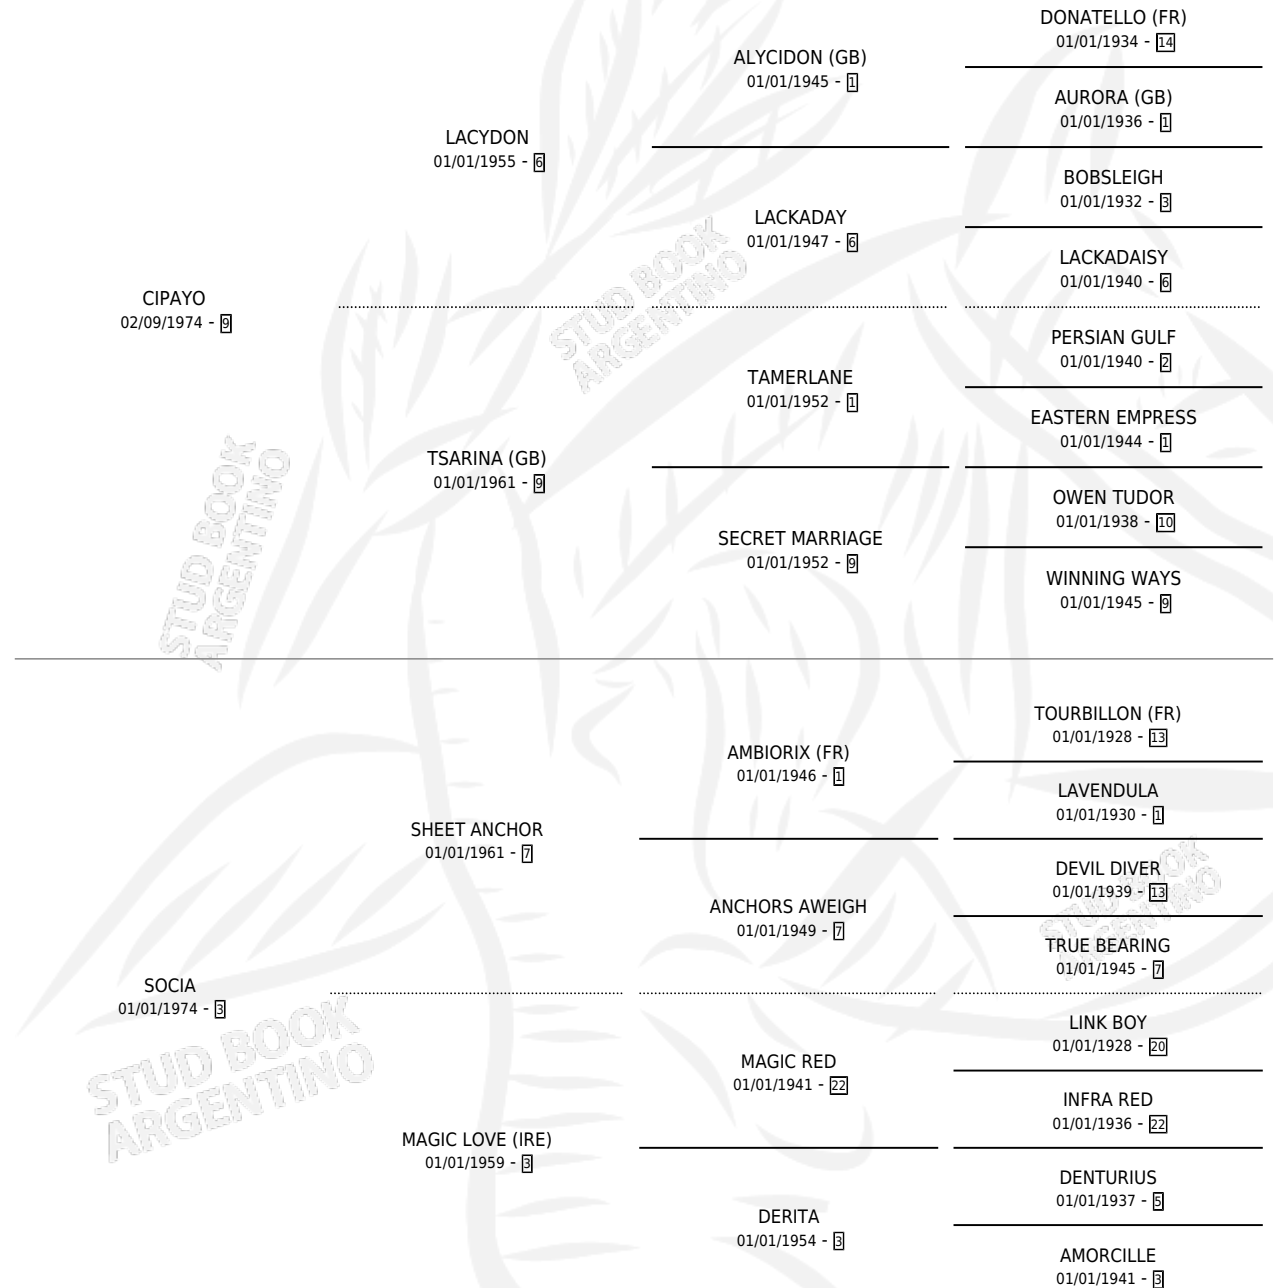 CIPAYO
02/09/1974 - 9
LACYDON
01/01/1955 - 6
ALYCIDON (GB)
01/01/1945 - 1
DONATELLO (FR)
01/01/1934 - 14
AURORA (GB)
01/01/1936 - 1
LACKADAY
01/01/1947 - 6
BOBSLEIGH
01/01/1932 - 3
LACKADAISY
01/01/1940 - 6
TSARINA (GB)
01/01/1961 - 9
TAMERLANE
01/01/1952 - 1
PERSIAN GULF
01/01/1940 - 2
EASTERN EMPRESS
01/01/1944 - 1
SECRET MARRIAGE
01/01/1952 - 9
OWEN TUDOR
01/01/1938 - 10
WINNING WAYS
01/01/1945 - 9
SOCIA
01/01/1974 - 3
SHEET ANCHOR
01/01/1961 - 7
AMBIORIX (FR)
01/01/1946 - 1
TOURBILLON (FR)
01/01/1928 - 13
LAVENDULA
01/01/1930 - 1
ANCHORS AWEIGH
01/01/1949 - 7
DEVIL DIVER
01/01/1939 - 13
TRUE BEARING
01/01/1945 - 7
MAGIC LOVE (IRE)
01/01/1959 - 3
MAGIC RED
01/01/1941 - 22
LINK BOY
01/01/1928 - 20
INFRA RED
01/01/1936 - 22
DERITA
01/01/1954 - 3
DENTURIUS
01/01/1937 - 5
AMORCILLE
01/01/1941 - 3
STUD BOOK
ARGENTINO
STUD BOOK
ARGENTINO
STUD BOOK
ARGENTINO
STUD BOOK
ARGENTINO